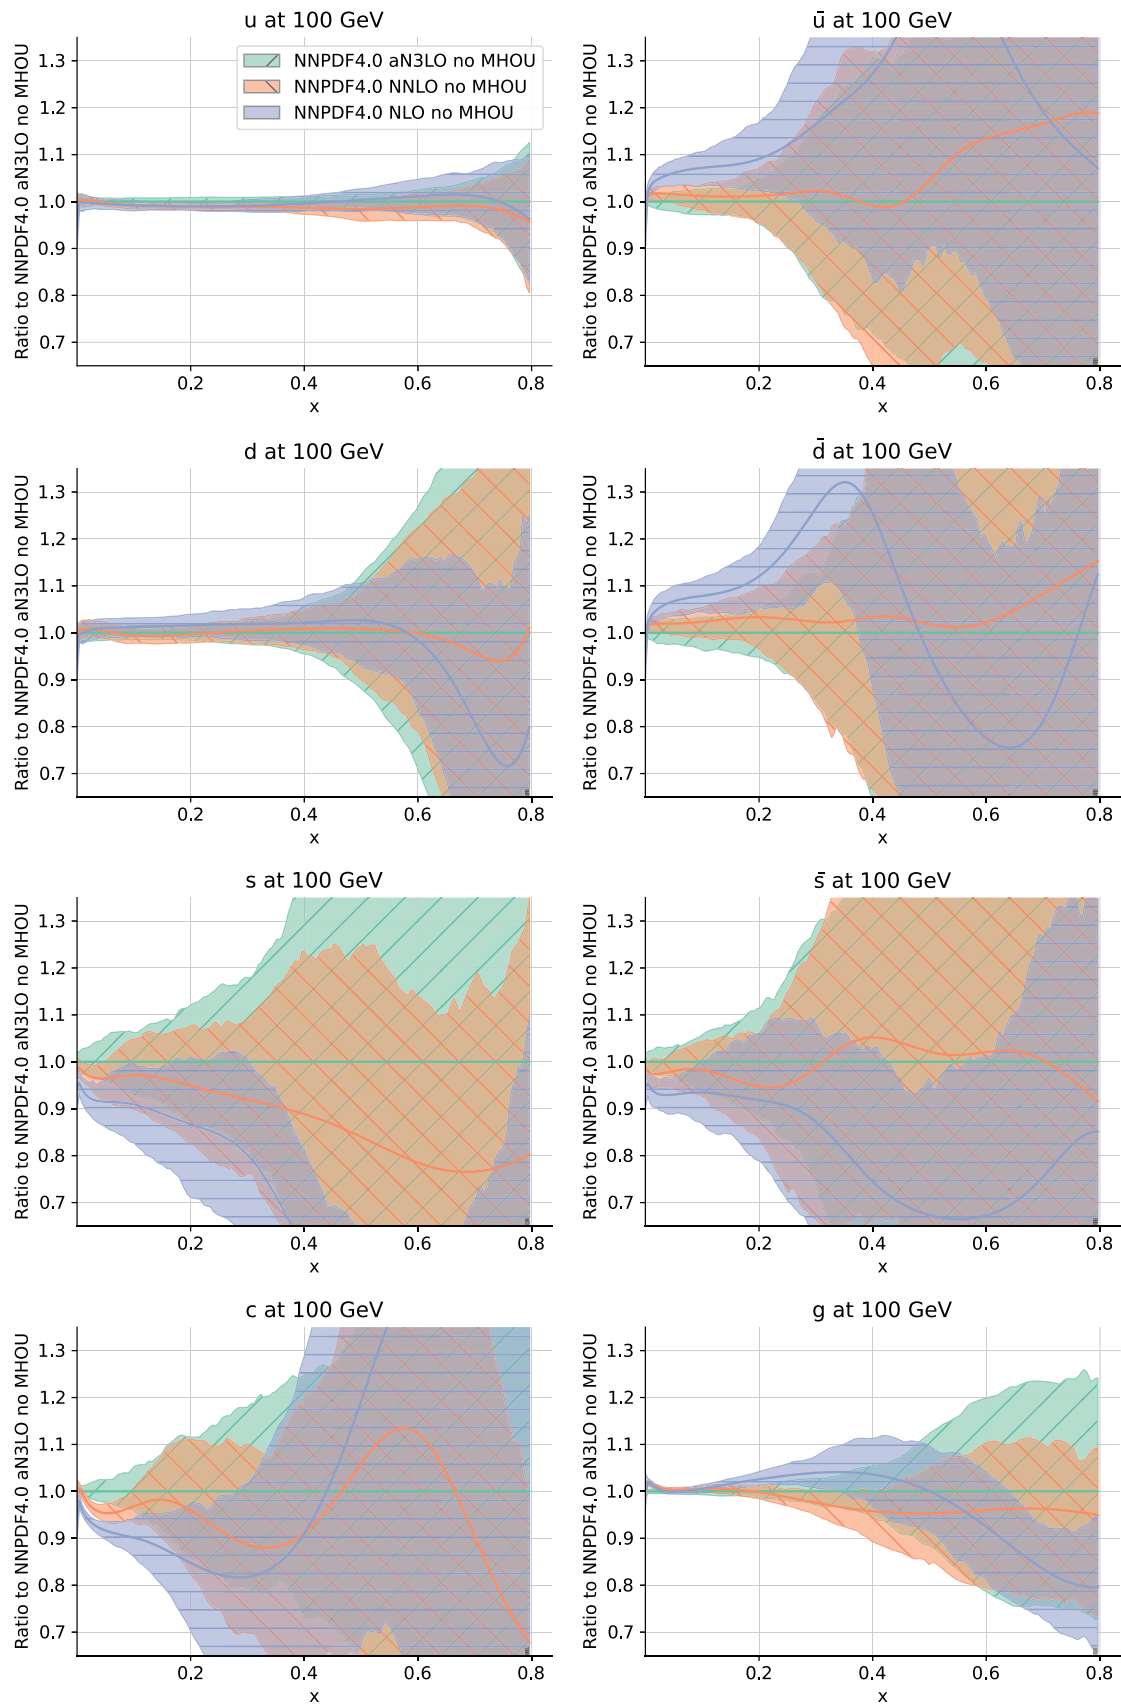 u at 100 GeV
Ratio to NNPDF4.0 aN3LO no MHOU
1.3
1.2
1.1
1.0
0.9
0.8
0.7
NNPDF4.0 aN3LO no MHOU
NNPDF4.0 NNLO no MHOU
NNPDF4.0 NLO no MHOU
0.2 0.4 0.6 0.8
x
ū at 100 GeV
Ratio to NNPDF4.0 aN3LO no MHOU
1.3
1.2
1.1
1.0
0.9
0.8
0.7
0.2 0.4 0.6 0.8
x
d at 100 GeV
Ratio to NNPDF4.0 aN3LO no MHOU
1.3
1.2
1.1
1.0
0.9
0.8
0.7
0.2 0.4 0.6 0.8
x
d̄ at 100 GeV
Ratio to NNPDF4.0 aN3LO no MHOU
1.3
1.2
1.1
1.0
0.9
0.8
0.7
0.2 0.4 0.6 0.8
x
s at 100 GeV
Ratio to NNPDF4.0 aN3LO no MHOU
1.3
1.2
1.1
1.0
0.9
0.8
0.7
0.2 0.4 0.6 0.8
x
s̄ at 100 GeV
Ratio to NNPDF4.0 aN3LO no MHOU
1.3
1.2
1.1
1.0
0.9
0.8
0.7
0.2 0.4 0.6 0.8
x
c at 100 GeV
Ratio to NNPDF4.0 aN3LO no MHOU
1.3
1.2
1.1
1.0
0.9
0.8
0.7
0.2 0.4 0.6 0.8
x
g at 100 GeV
Ratio to NNPDF4.0 aN3LO no MHOU
1.3
1.2
1.1
1.0
0.9
0.8
0.7
0.2 0.4 0.6 0.8
x